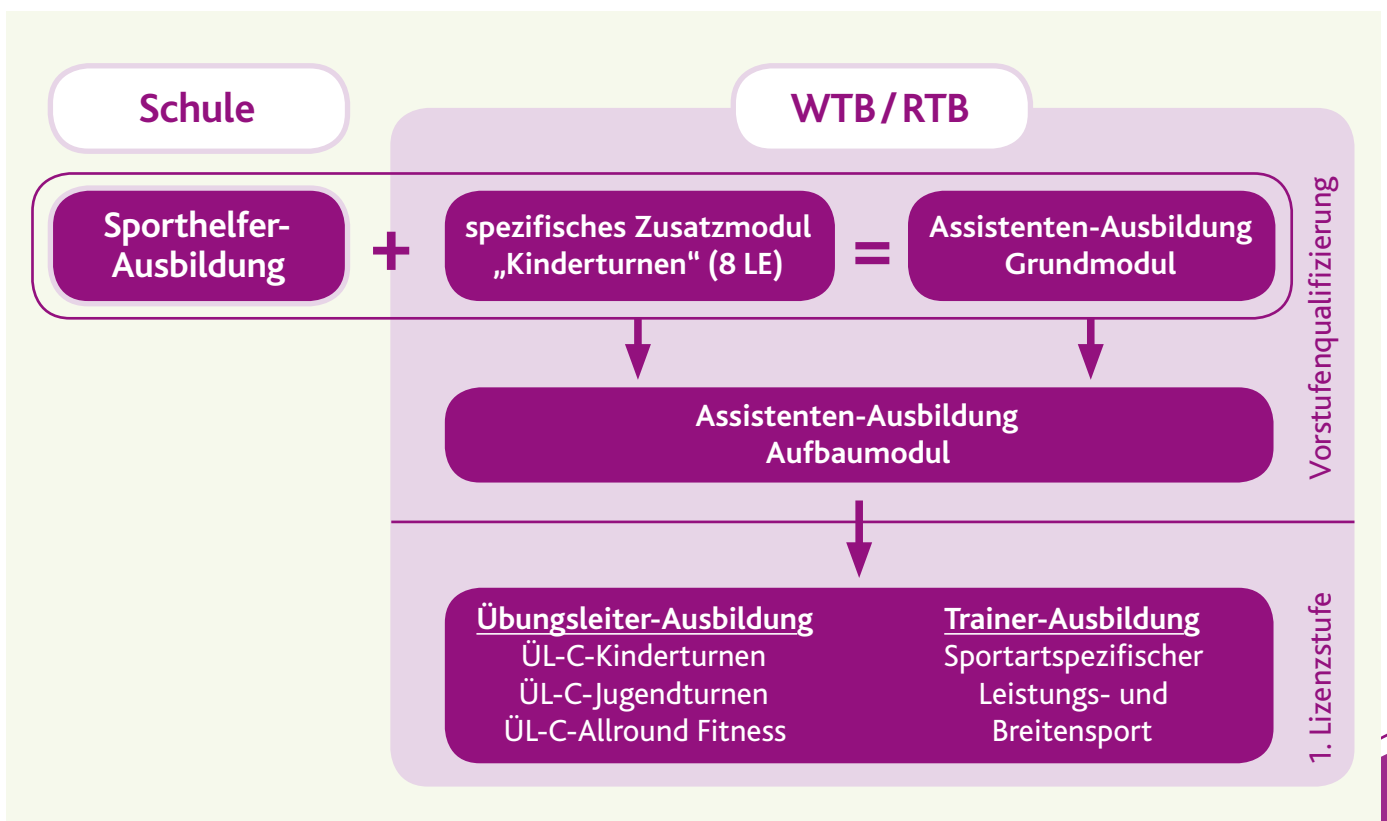 Schule
WTB/RTB
Sporthelfer-
Ausbildung
+
spezifisches Zusatzmodul
„Kinderturnen“ (8 LE)
=
Assistenten-Ausbildung
Grundmodul
Vorstufenqualifizierung
Assistenten-Ausbildung
Aufbaumodul
Übungsleiter-Ausbildung
ÜL-C-Kinderturnen
ÜL-C-Jugendturnen
ÜL-C-Allround Fitness
Trainer-Ausbildung
Sportartspezifischer
Leistungs- und
Breitensport
1. Lizenzstufe